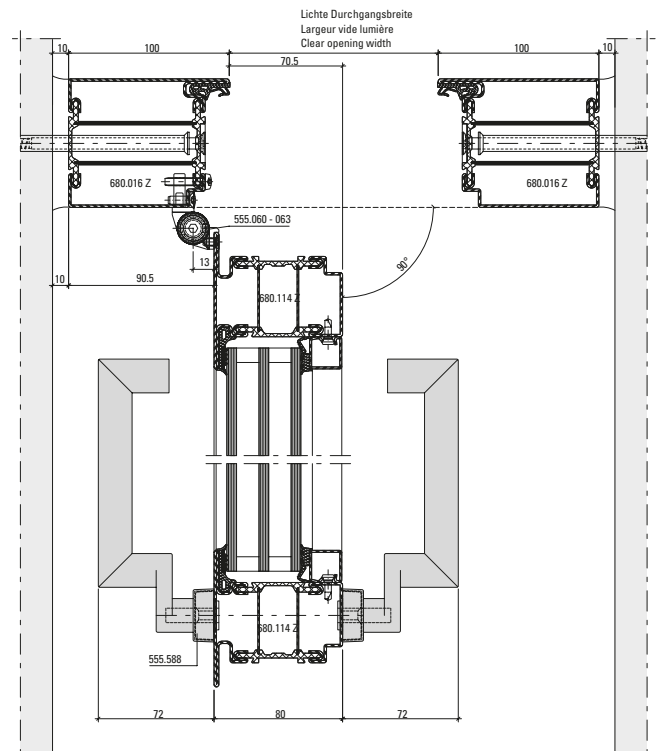 Lichte Durchgangsbreite
Largeur vide lumière
Clear opening width
10
100
70.5
100
10
680.016 Z
680.016 Z
555.060 - 063
13
90°
10
90.5
680.114 Z
680.114 Z
555.588
72
80
72